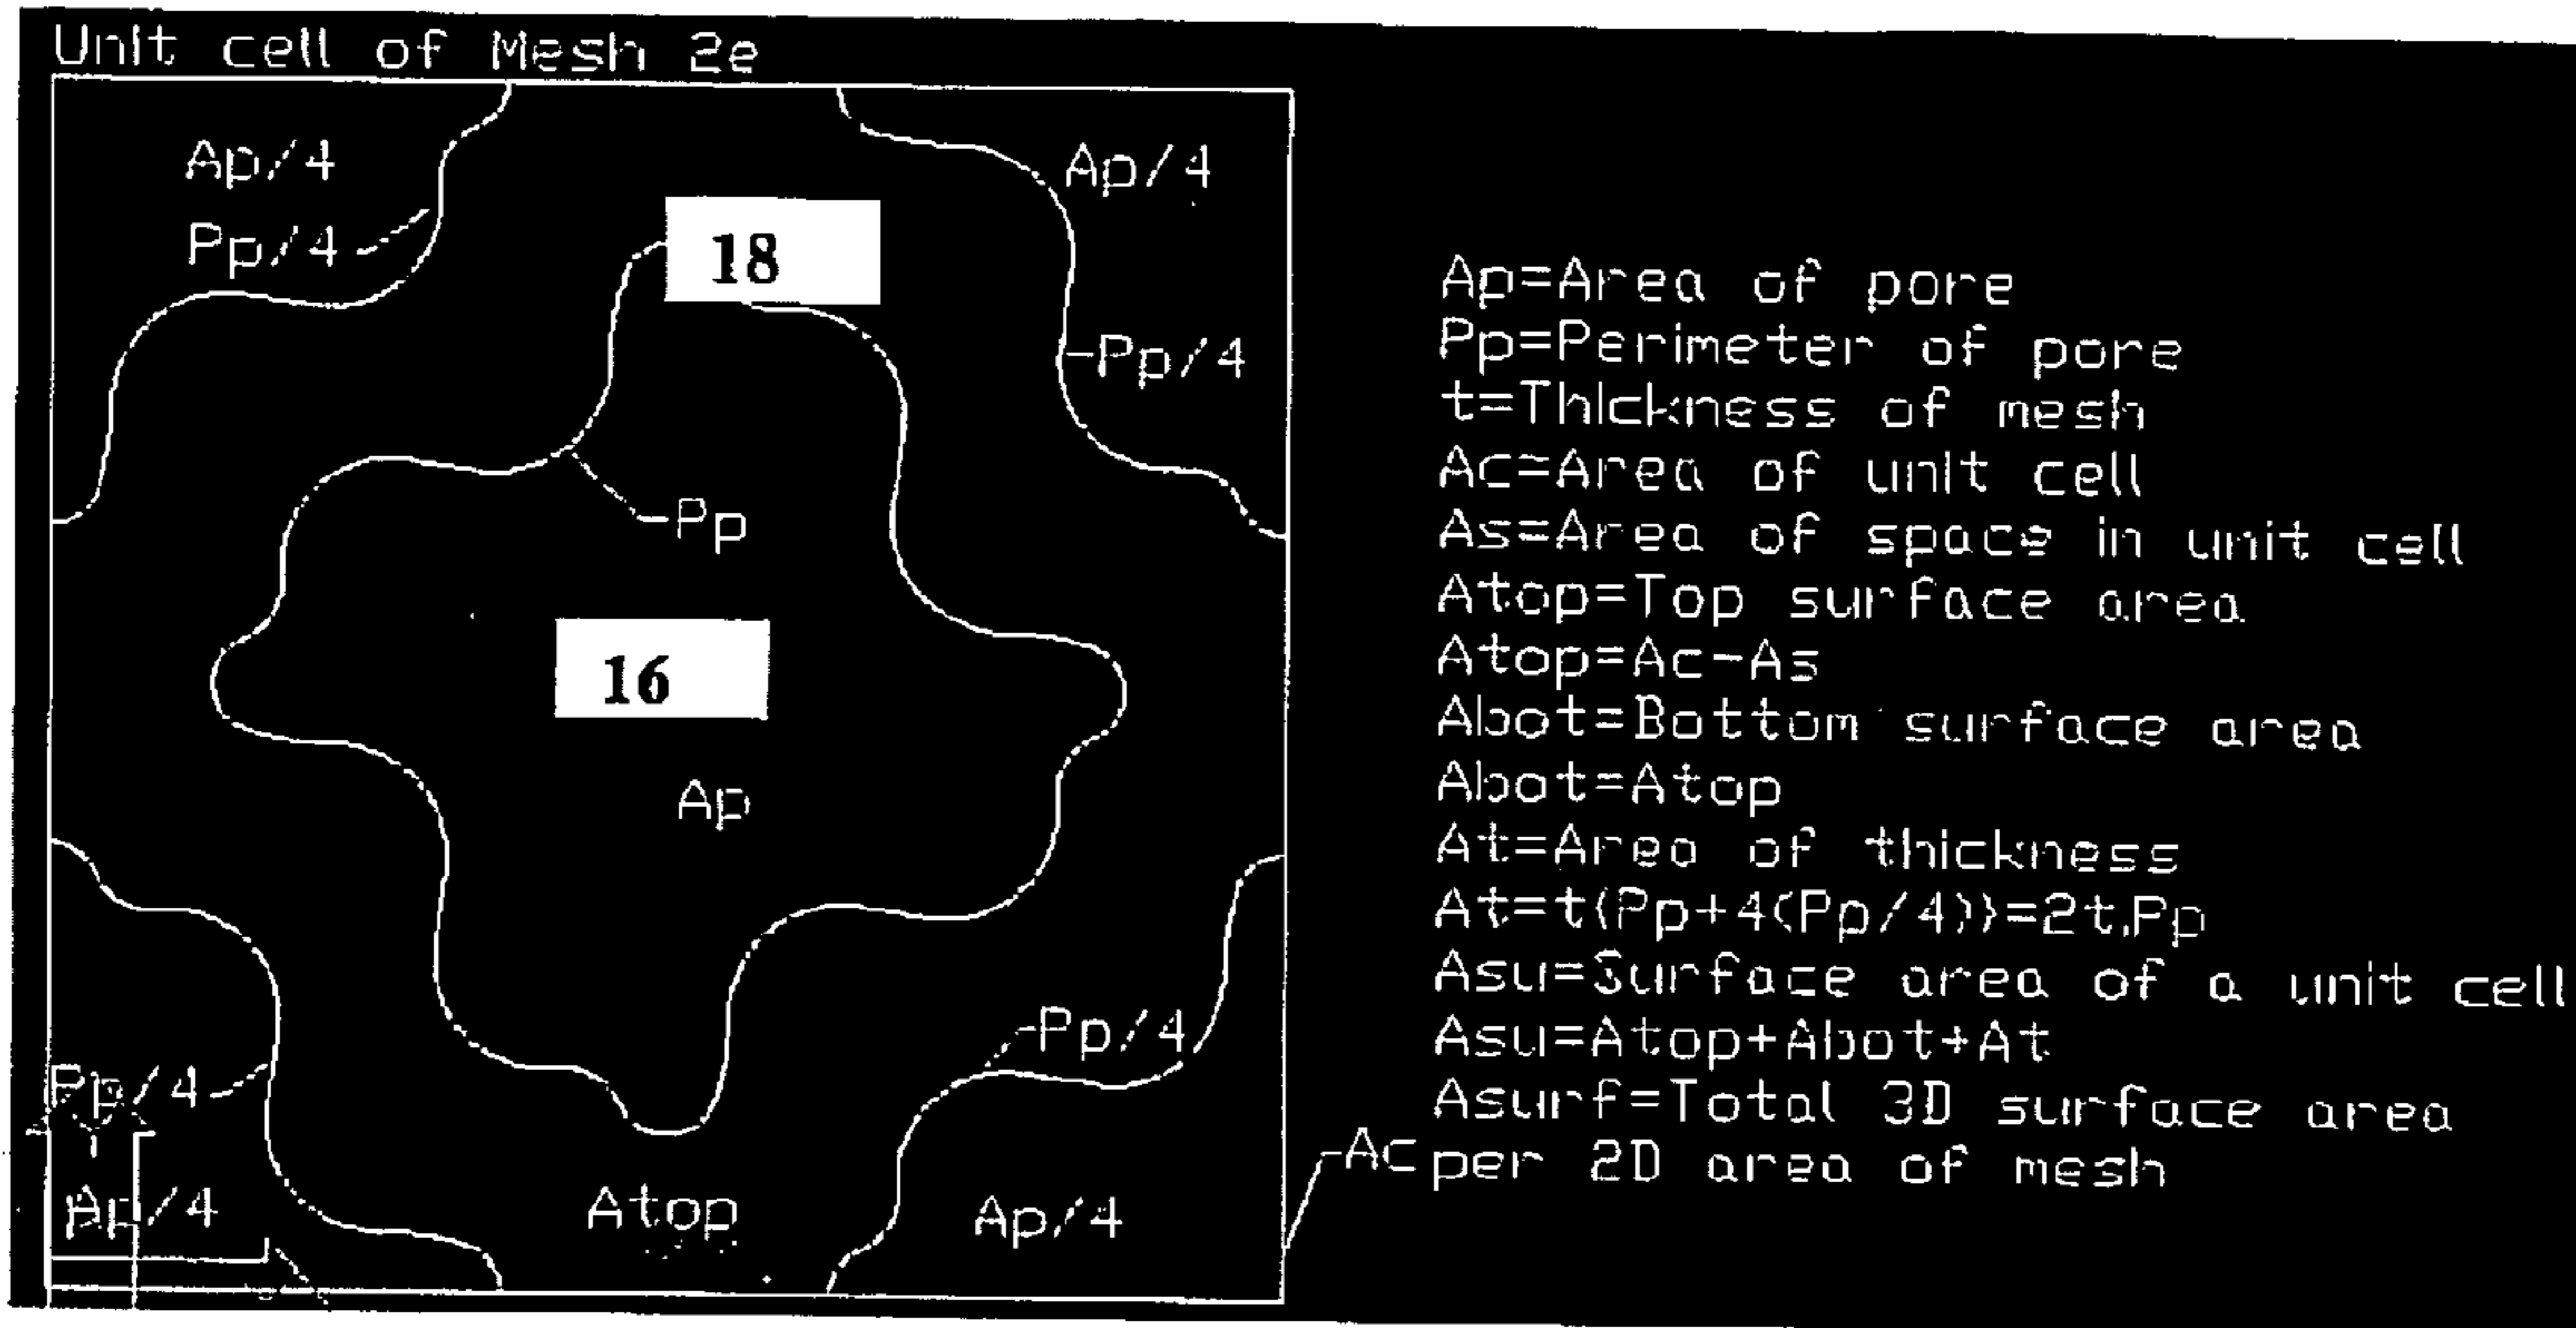 Unit cell of Mesh 2e
Ap/4
Ap/4
Pp/4
18
Pp/4
Pp
16
Ap
Pp/4
Pp/4
Ap/4
Atop
Ap/4
Ac
Ap=Area of pore
Pp=Perimeter of pore
t=Thickness of mesh
Ac=Area of unit cell
As=Area of space in unit cell
Atop=Top surface area
Atop=Ac-As
Abot=Bottom surface area
Abot=Atop
At=Area of thickness
At=t(Pp+4(Pp/4))=2t.Pp
Asu=Surface area of a unit cell
Asu=Atop+Abot+At
Asurf=Total 3D surface area
per 2D area of mesh